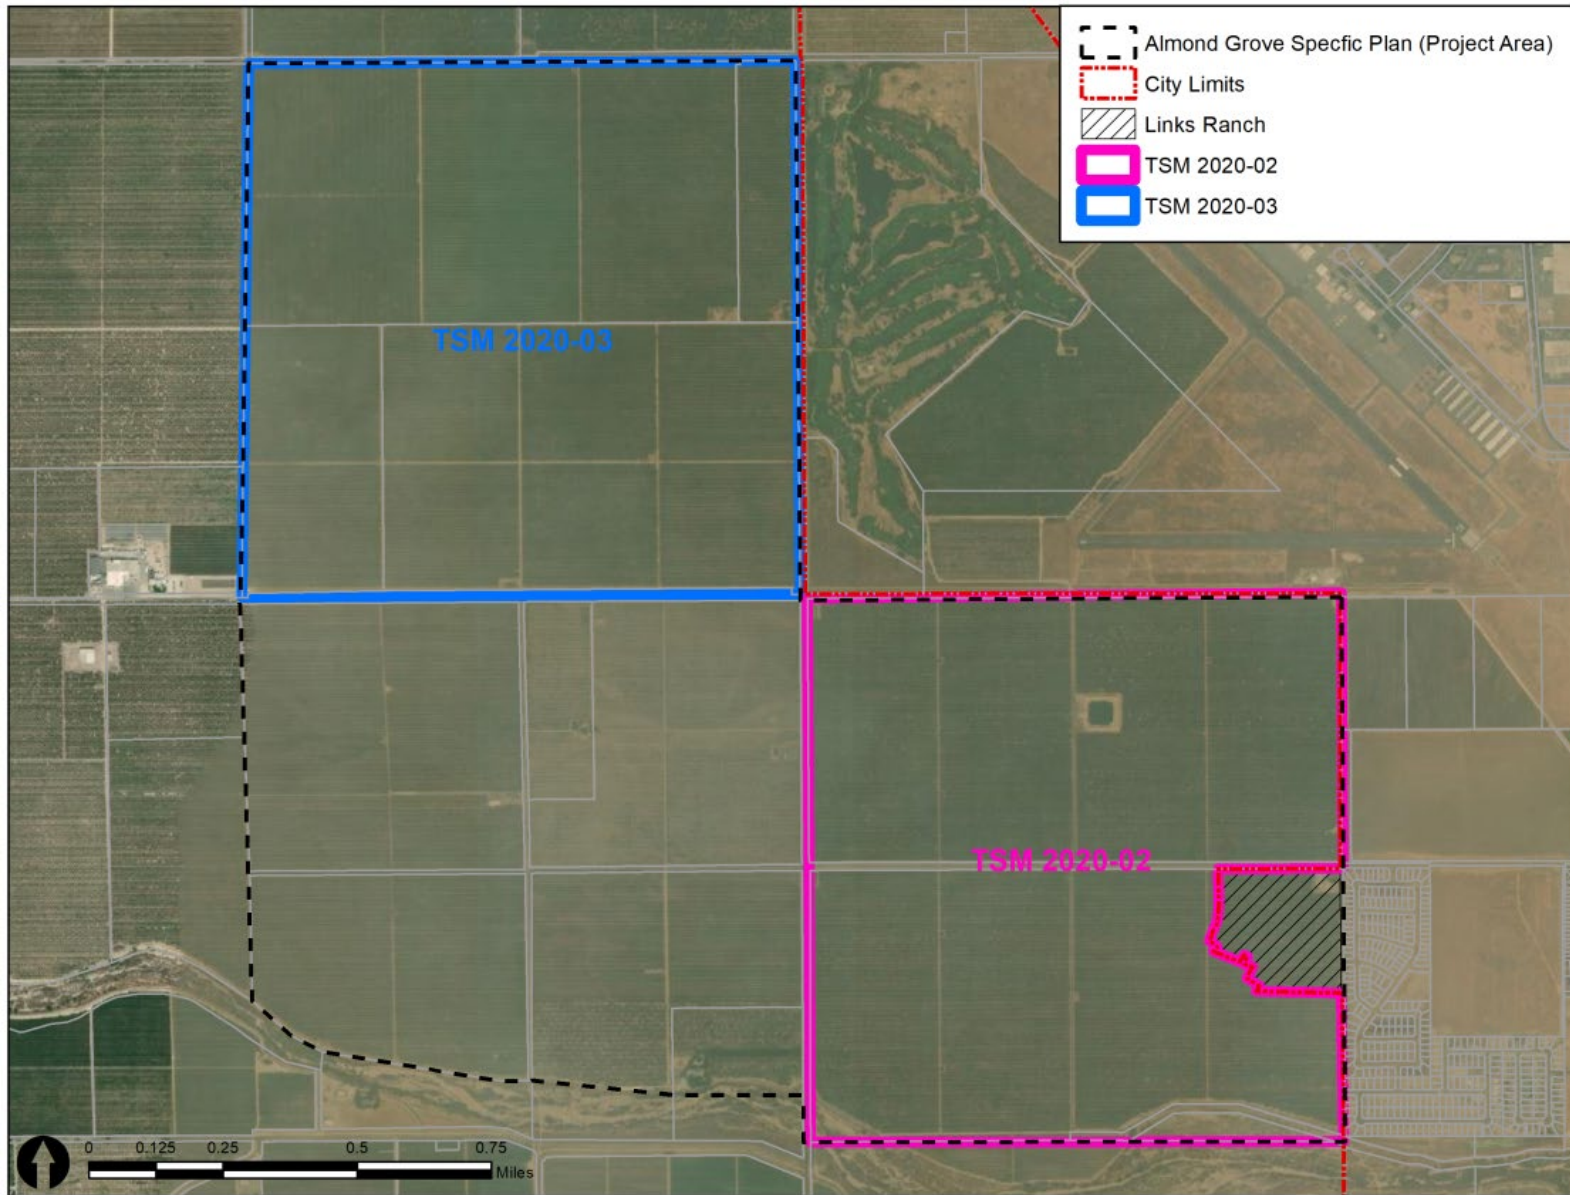 Almond Grove Specfic Plan (Project Area)
City Limits
Links Ranch
TSM 2020-02
TSM 2020-03
TSM 2020-03
TSM 2020-02
0 0.125 0.25 0.5 0.75
Miles